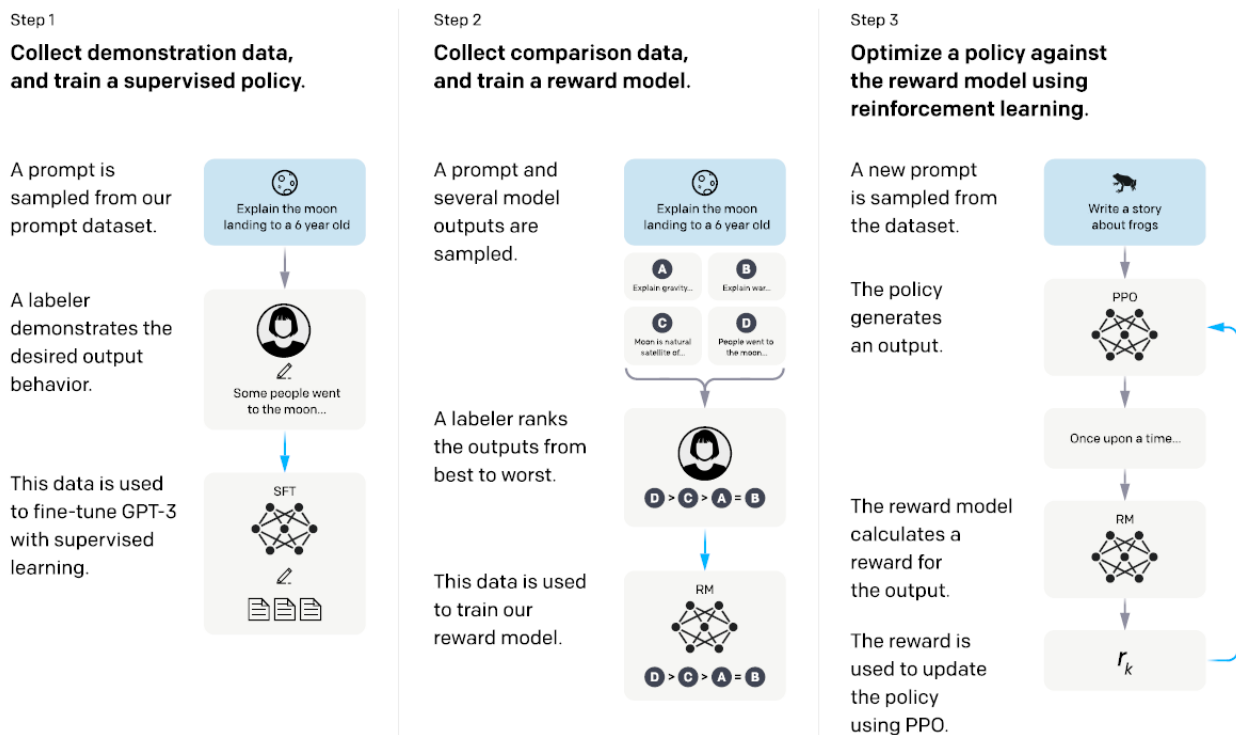 Step 1
Collect demonstration data,
and train a supervised policy.
A prompt is
sampled from our
prompt dataset.
Explain the moon
landing to a 6 year old
A labeler
demonstrates the
desired output
behavior.
Some people went
to the moon...
This data is used
to fine-tune GPT-3
with supervised
learning.
SFT
Step 2
Collect comparison data,
and train a reward model.
A prompt and
several model
outputs are
sampled.
Explain the moon
landing to a 6 year old
A
Explain gravity...
B
Explain war...
C
Moon is natural
satellite of...
D
People went to
the moon...
A labeler ranks
the outputs from
best to worst.
D > C > A = B
This data is used
to train our
reward model.
RM
D > C > A = B
Step 3
Optimize a policy against
the reward model using
reinforcement learning.
A new prompt
is sampled from
the dataset.
Write a story
about frogs
The policy
generates
an output.
PPO
Once upon a time...
The reward model
calculates a
reward for
the output.
RM
The reward is
used to update
the policy
using PPO.
r_k